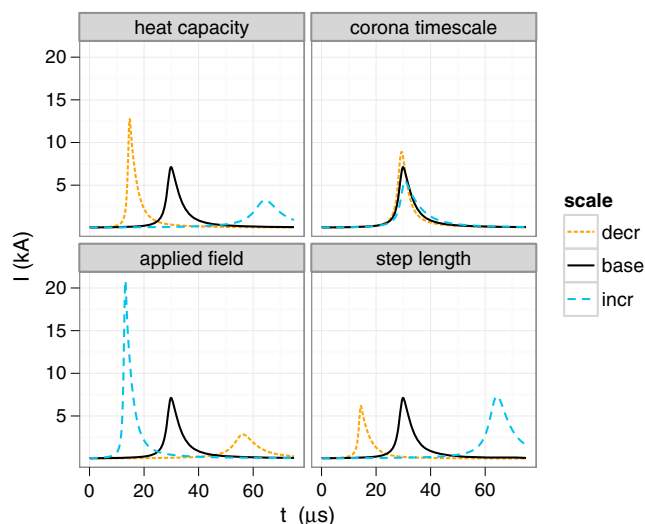 heat capacity
corona timescale
20
15
10
5
applied field
step length
20
15
10
5
0 20 40 60
0 20 40 60
I (kA)
t (μs)
scale
decr
base
incr